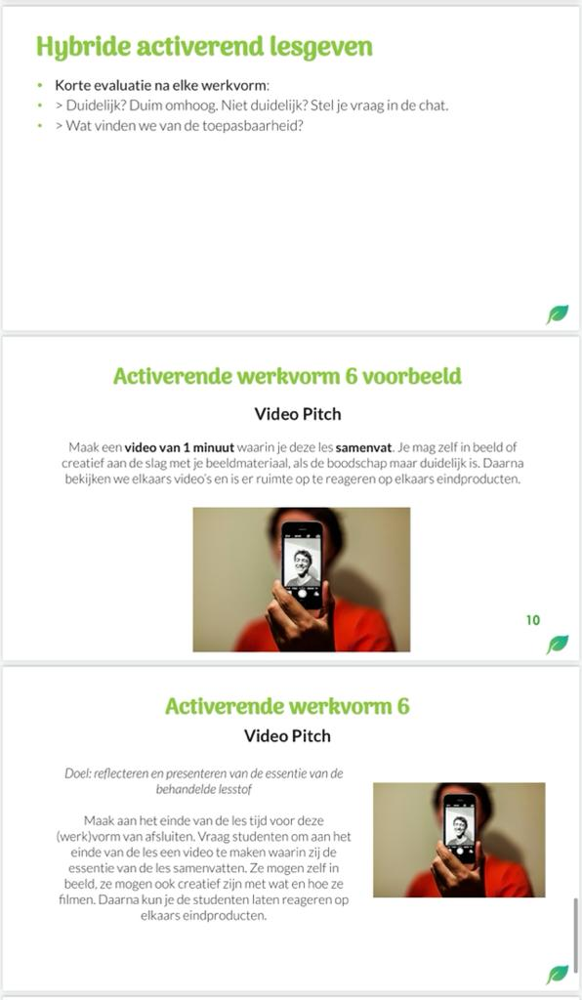 Hybride activerend lesgeven
• Korte evaluatie na elke werkvorm:
• > Duidelijk? Duim omhoog. Niet duidelijk? Stel je vraag in de chat.
• > Wat vinden we van de toepasbaarheid?
Activerende werkvorm 6 voorbeeld
Video Pitch
Maak een video van 1 minuut waarin je deze les samenvat. Je mag zelf in beeld of
creatief aan de slag met je beeldmateriaal, als de boodschap maar duidelijk is. Daarna
bekijken we elkaars video's en is er ruimte op te reageren op elkaars eindproducten.
10
Activerende werkvorm 6
Video Pitch
Doel: reflecteren en presenteren van de essentie van de
behandelde lesstof
Maak aan het einde van de les tijd voor deze
(werk)vorm van afsluiten. Vraag studenten om aan het
einde van de les een video te maken waarin zij de
essentie van de les samenvatten. Ze mogen zelf in
beeld, ze mogen ook creatief zijn met wat en hoe ze
filmen. Daarna kun je de studenten laten reageren op
elkaars eindproducten.